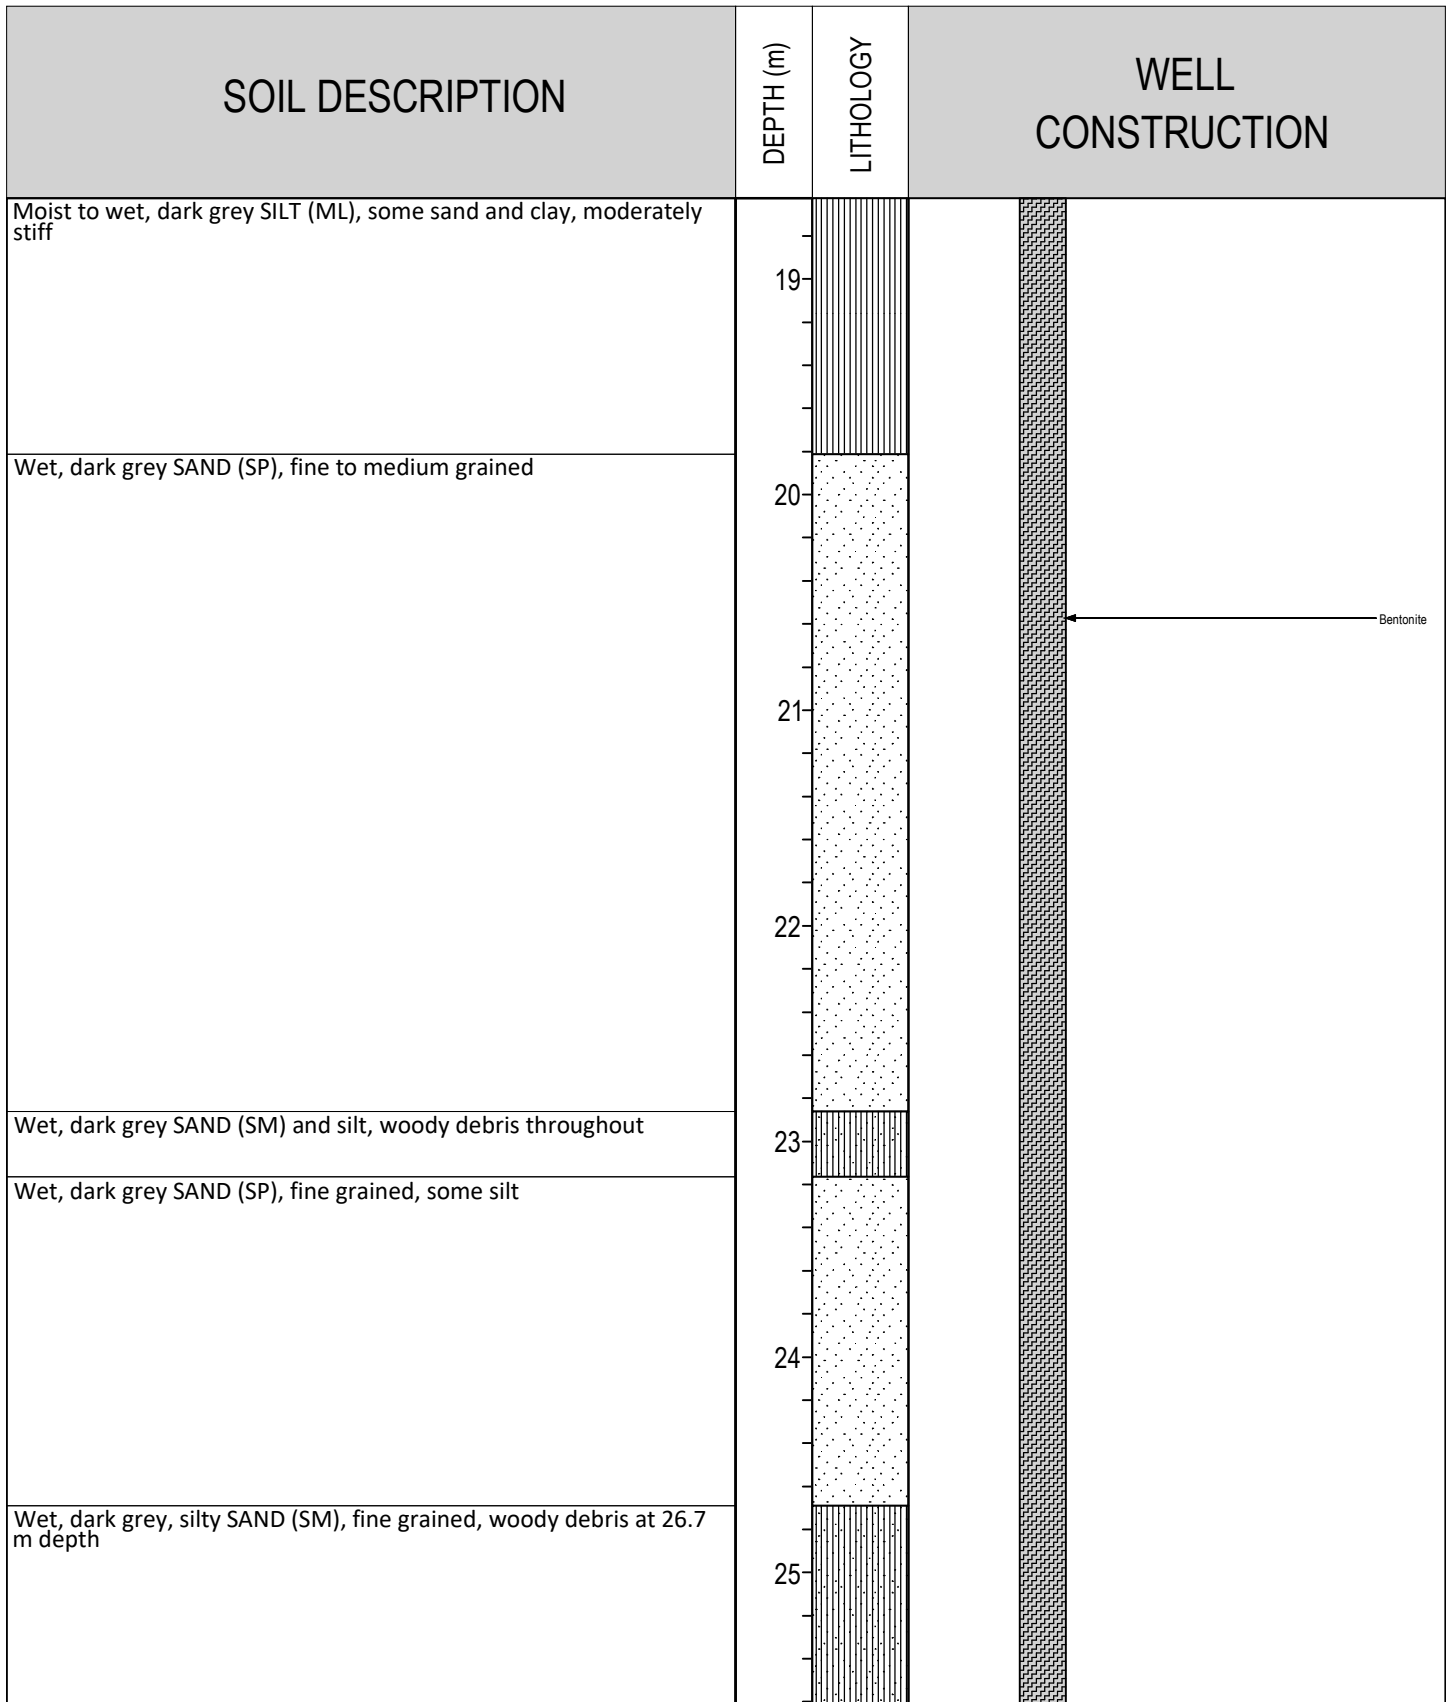 SOIL DESCRIPTION
DEPTH (m)
LITHOLOGY
WELL
CONSTRUCTION
Moist to wet, dark grey SILT (ML), some sand and clay, moderately
stiff
19
Wet, dark grey SAND (SP), fine to medium grained
20
Bentonite
21
22
Wet, dark grey SAND (SM) and silt, woody debris throughout
23
Wet, dark grey SAND (SP), fine grained, some silt
24
Wet, dark grey, silty SAND (SM), fine grained, woody debris at 26.7
m depth
25